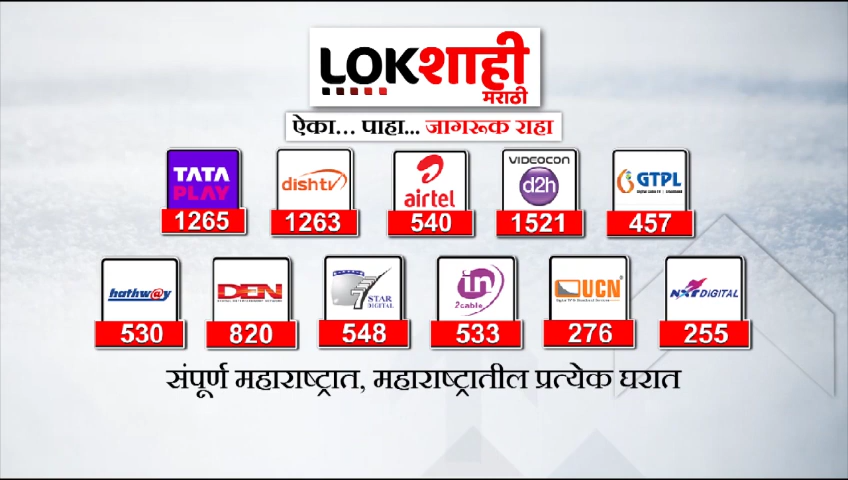 LOKशाही
मराठी
ऐका... पाहा... जागरूक राहा
TATA PLAY
1265
dishtv
1263
airtel
540
VIDEOCON
d2h
1521
GTPL
457
hathw@y
530
DEN
820
7 STAR DIGITAL
548
in
2cable
533
UCN
276
NXT DIGITAL
255
संपूर्ण महाराष्ट्रात, महाराष्ट्रातील प्रत्येक घरात